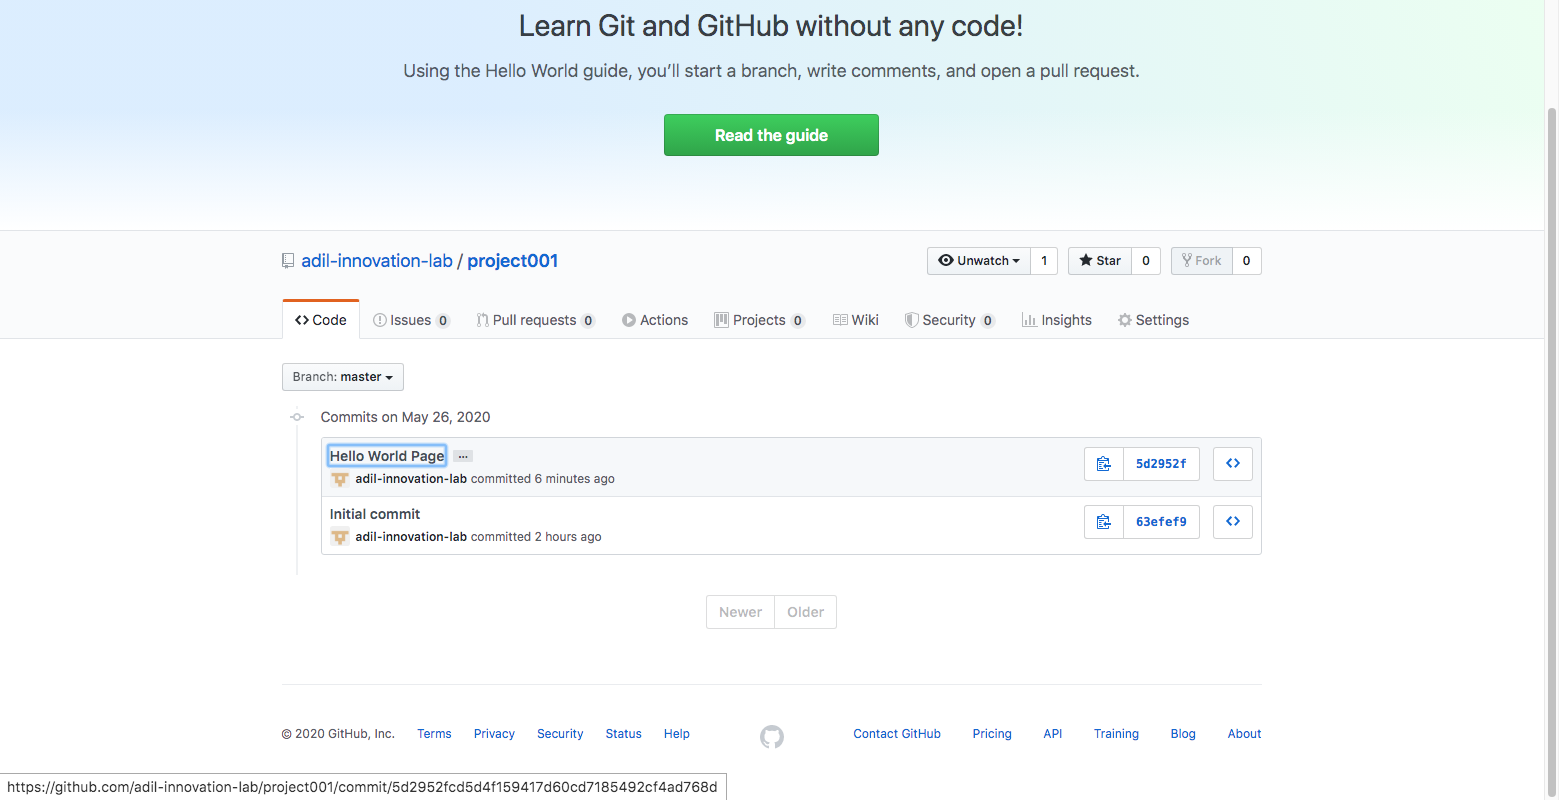 Learn Git and GitHub without any code!
Using the Hello World guide, you’ll start a branch, write comments, and open a pull request.
Read the guide
adil-innovation-lab / project001
Unwatch 1 Star 0 Fork 0
Code Issues 0 Pull requests 0 Actions Projects 0 Wiki Security 0 Insights Settings
Branch: master
Commits on May 26, 2020
Hello World Page ...
adil-innovation-lab committed 6 minutes ago
5d2952f
Initial commit
adil-innovation-lab committed 2 hours ago
63efef9
Newer Older
© 2020 GitHub, Inc. Terms Privacy Security Status Help Contact GitHub Pricing API Training Blog About
https://github.com/adil-innovation-lab/project001/commit/5d2952fcd5d4f159417d60cd7185492cf4ad768d